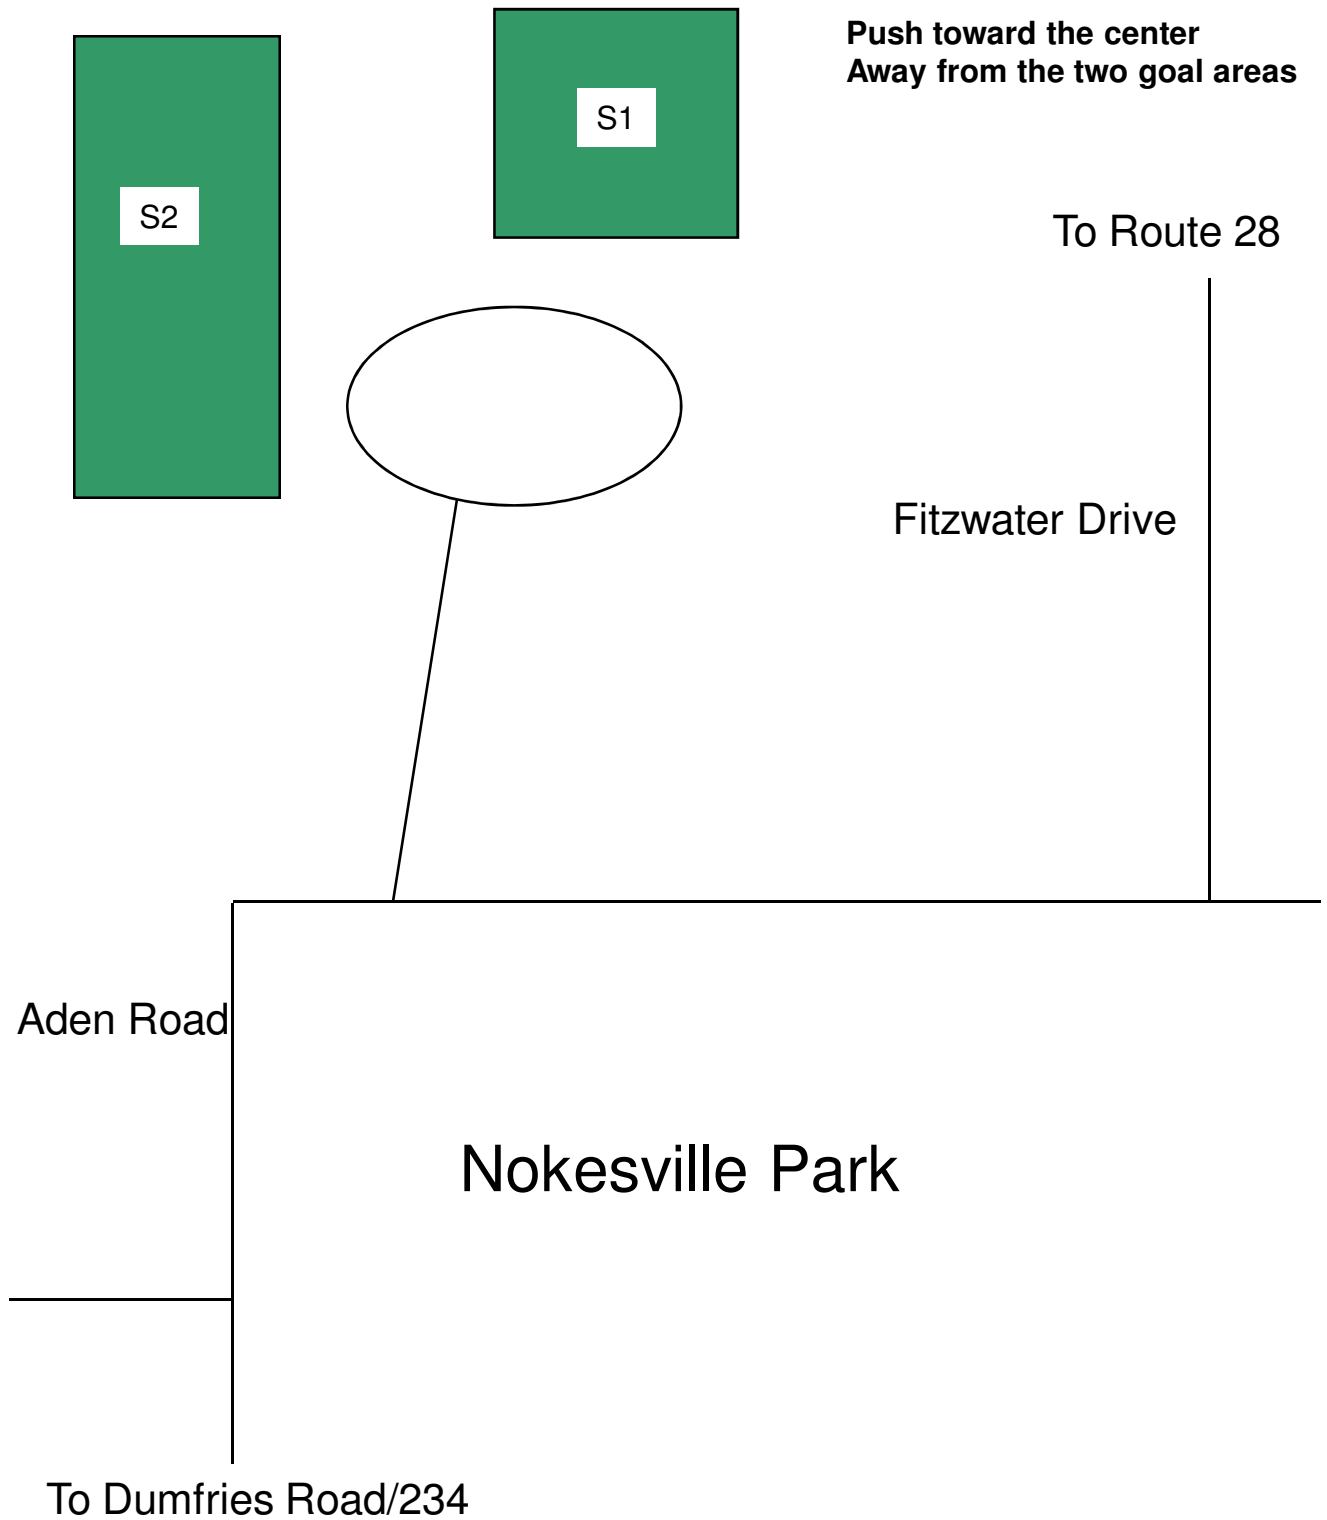 Push toward the center
Away from the two goal areas
S1
S2
To Route 28
Fitzwater Drive
Aden Road
Nokesville Park
To Dumfries Road/234